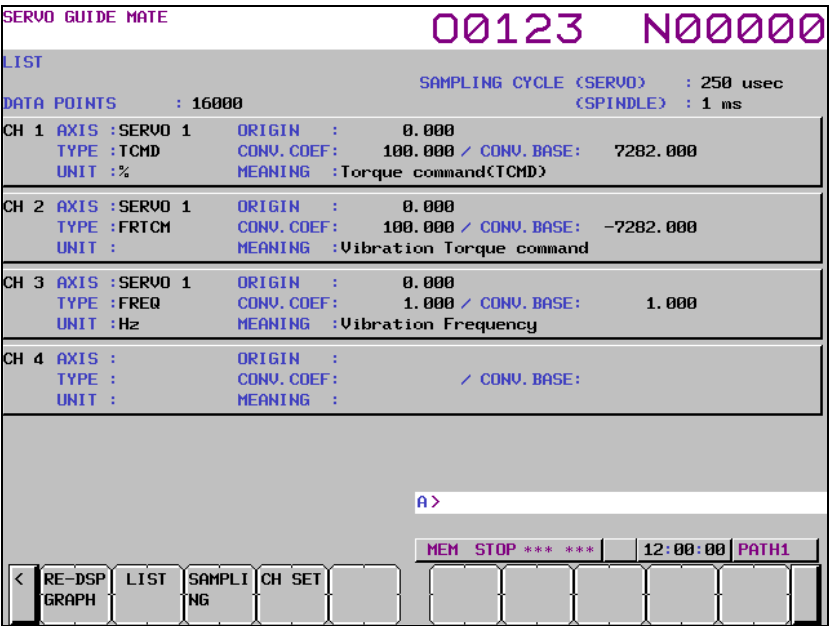 SERVO GUIDE MATE
O0123 N00000
LIST
SAMPLING CYCLE (SERVO) : 250 usec
DATA POINTS : 16000 (SPINDLE) : 1 ms
CH 1 AXIS :SERVO 1 ORIGIN : 0.000
TYPE :TCMD CONV.COEF: 100.000 / CONV.BASE: 7282.000
UNIT :% MEANING :Torque command(TCMD)
CH 2 AXIS :SERVO 1 ORIGIN : 0.000
TYPE :FRTCM CONV.COEF: 100.000 / CONV.BASE: -7282.000
UNIT : MEANING :Vibration Torque command
CH 3 AXIS :SERVO 1 ORIGIN : 0.000
TYPE :FREQ CONV.COEF: 1.000 / CONV.BASE: 1.000
UNIT :Hz MEANING :Vibration Frequency
CH 4 AXIS : ORIGIN :
TYPE : CONV.COEF: / CONV.BASE:
UNIT : MEANING :
A>
MEM STOP *** *** 12:00:00 PATH1
< RE-DSP LIST SAMPLI CH SET
GRAPH NG